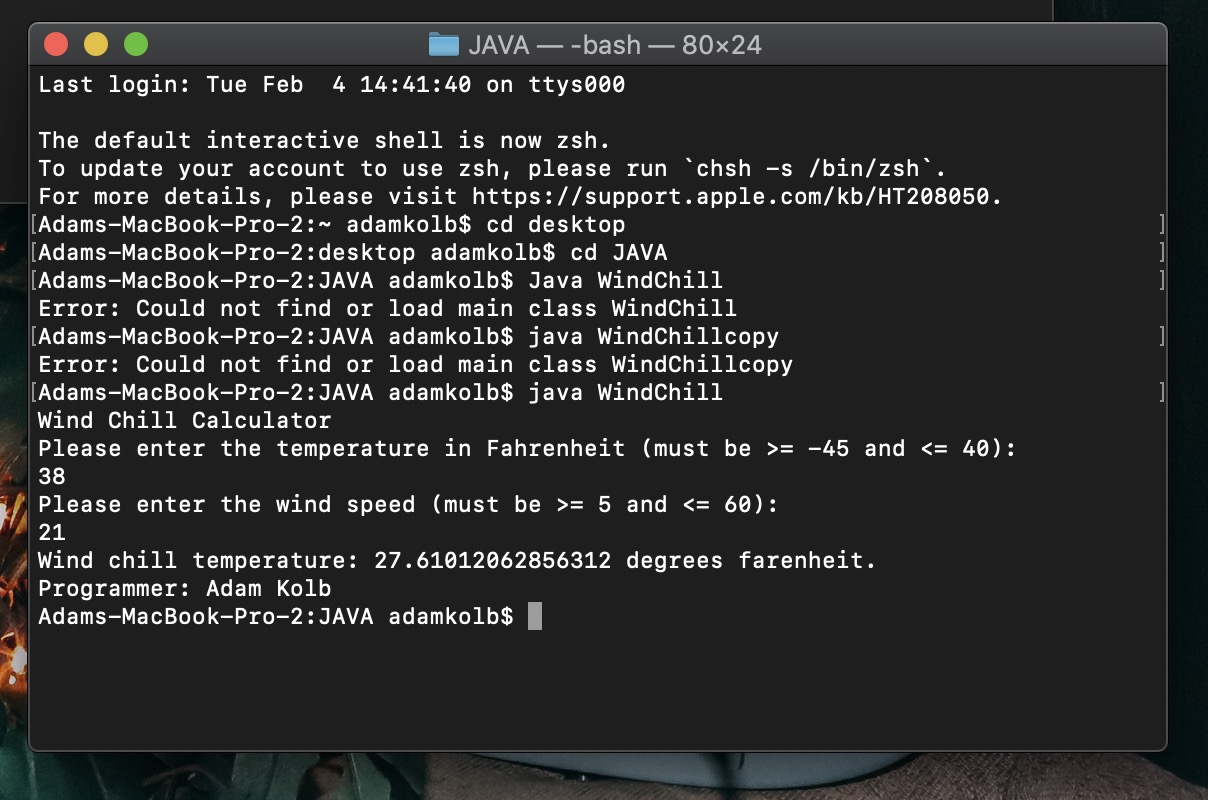 JAVA — -bash — 80×24
Last login: Tue Feb  4 14:41:40 on ttys000
The default interactive shell is now zsh.
To update your account to use zsh, please run `chsh -s /bin/zsh`.
For more details, please visit https://support.apple.com/kb/HT208050.
[Adams-MacBook-Pro-2:~ adamkolb$ cd desktop ]
[Adams-MacBook-Pro-2:desktop adamkolb$ cd JAVA ]
[Adams-MacBook-Pro-2:JAVA adamkolb$ Java WindChill ]
Error: Could not find or load main class WindChill
[Adams-MacBook-Pro-2:JAVA adamkolb$ java WindChillcopy ]
Error: Could not find or load main class WindChillcopy
[Adams-MacBook-Pro-2:JAVA adamkolb$ java WindChill ]
Wind Chill Calculator
Please enter the temperature in Fahrenheit (must be >= -45 and <= 40):
38
Please enter the wind speed (must be >= 5 and <= 60):
21
Wind chill temperature: 27.61012062856312 degrees farenheit.
Programmer: Adam Kolb
Adams-MacBook-Pro-2:JAVA adamkolb$